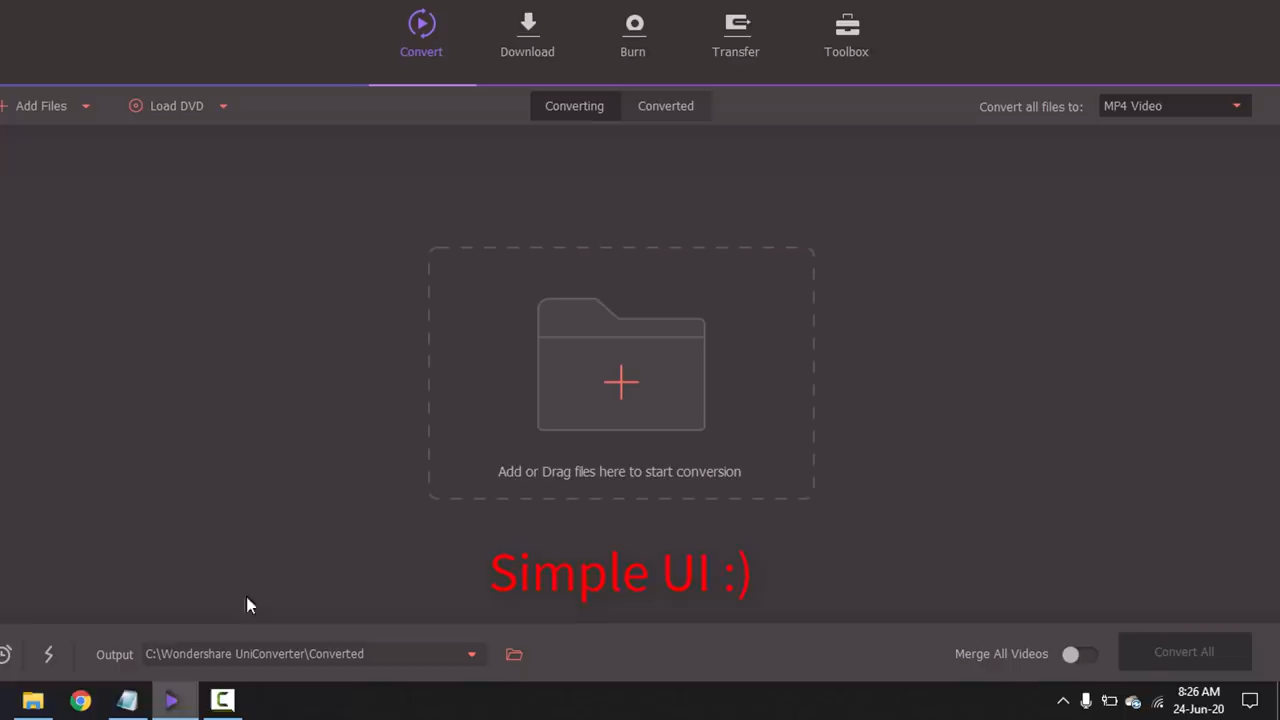 Convert
Download
Burn
Transfer
Toolbox
Add Files
Load DVD
Converting
Converted
Convert all files to:
MP4 Video
Add or Drag files here to start conversion
Simple UI :)
Output
C:\Wondershare UniConverter\Converted
Merge All Videos
Convert All
8:26 AM
24-Jun-20